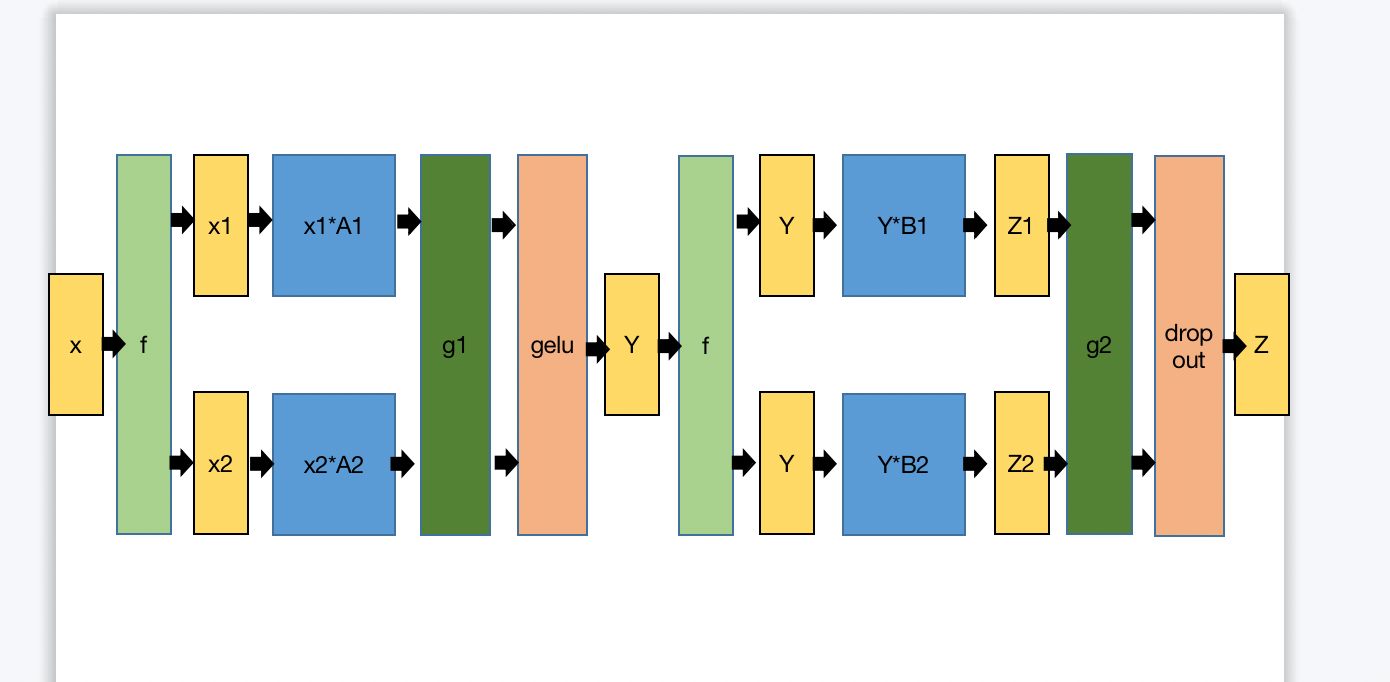 x
f
x1
x1*A1
x2
x2*A2
g1
gelu
Y
f
Y
Y*B1
Z1
Y
Y*B2
Z2
g2
drop
out
Z